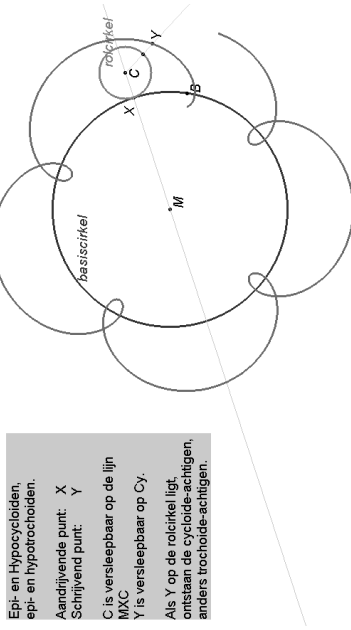 Epi- en Hypocycloiden,
epi- en hypotrochoiden.
Aandrijvende punt: X
Schrijvend punt: Y
C is versleepbaar op de lijn
MXC
Y is versleepbaar op Cy.
Als Y op de rolcirkel ligt,
ontstaan de cycloide-achtigen,
anders trochoide-achtigen.
basiscirkel
rolcirkel
M
X
C
Y
B